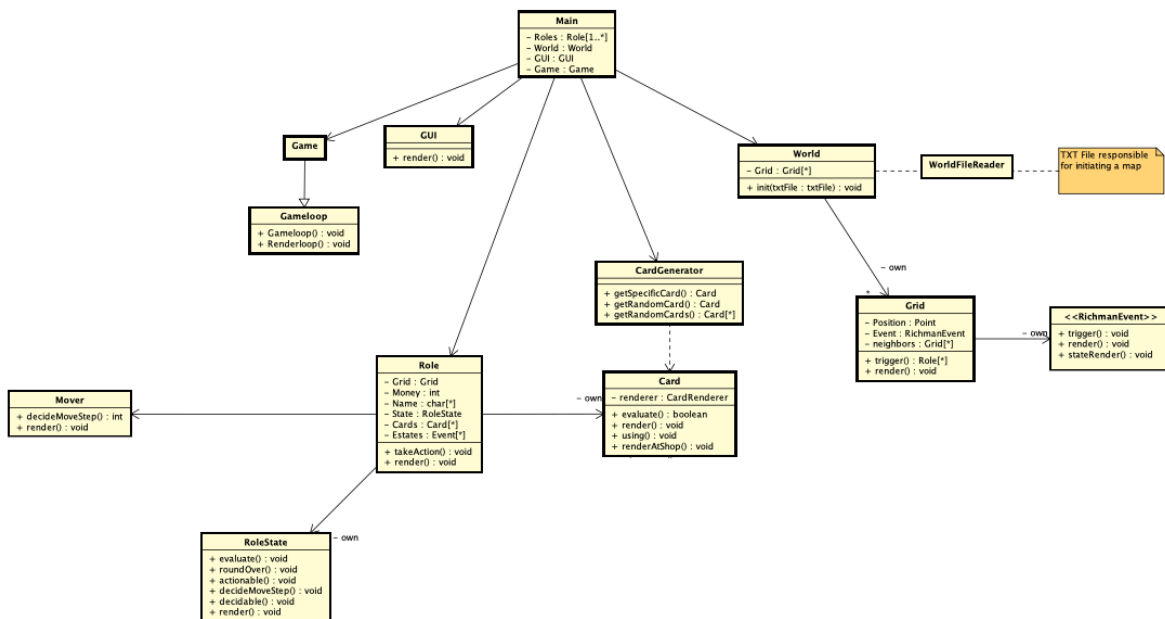 Main
- Roles : Role[1..*]
- World : World
- GUI : GUI
- Game : Game
Game
GUI
+ render() : void
World
- Grid : Grid[*]
+ init(txtFile : txtFile) : void
WorldFileReader
TXT File responsible
for initiating a map
Gameloop
+ Gameloop() : void
+ Renderloop() : void
CardGenerator
+ getSpecificCard() : Card
+ getRandomCard() : Card
+ getRandomCards() : Card[*]
- own
*
Grid
- Position : Point
- Event : RichmanEvent
- neighbors : Grid[*]
+ trigger() : Role[*]
+ render() : void
- own
<<RichmanEvent>>
+ trigger() : void
+ render() : void
+ stateRender() : void
Role
- Grid : Grid
- Money : int
- Name : char[*]
- State : RoleState
- Cards : Card[*]
- Estates : Event[*]
+ takeAction() : void
+ render() : void
- own
Card
- renderer : CardRenderer
+ evaluate() : boolean
+ render() : void
+ using() : void
+ renderAtShop() : void
Mover
+ decideMoveStep() : int
+ render() : void
- own
RoleState
+ evaluate() : void
+ roundOver() : void
+ actionable() : void
+ decideMoveStep() : void
+ decidable() : void
+ render() : void